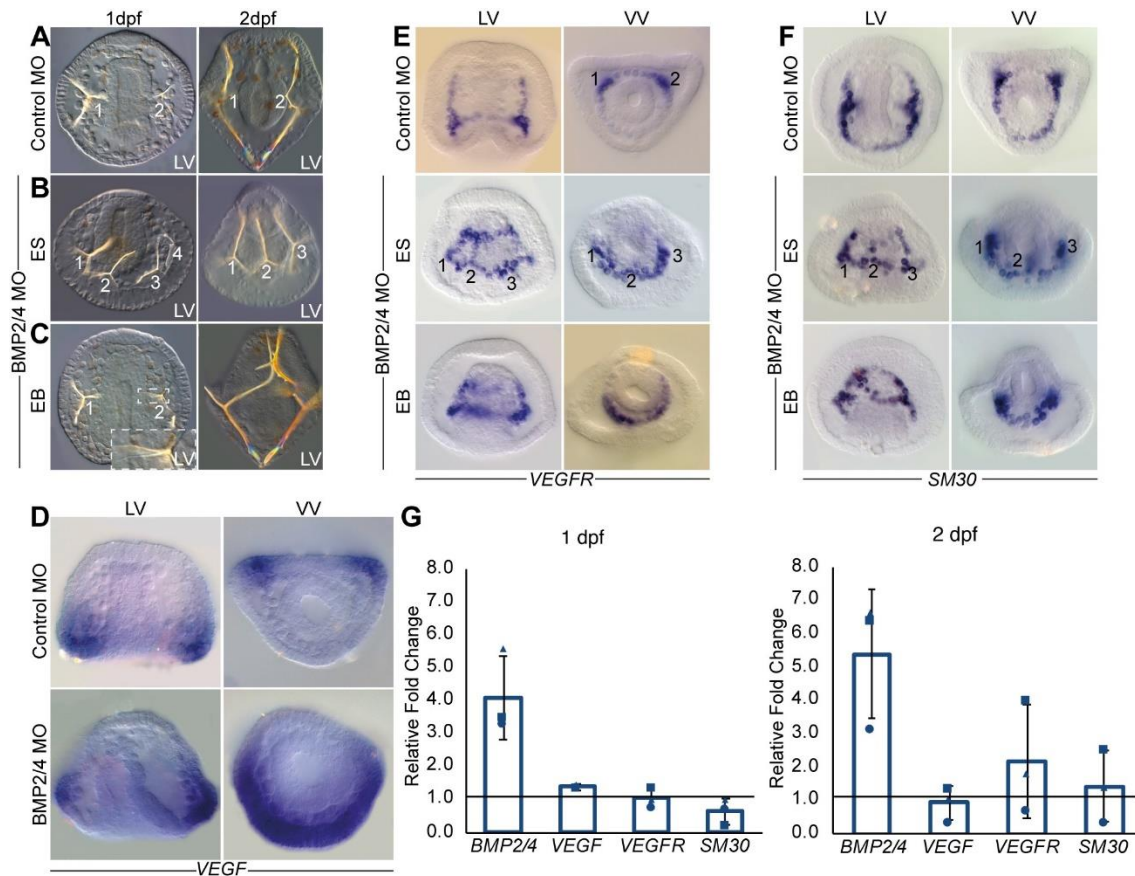 A
1dpf 2dpf
Control MO
1 2 LV
1 2 LV
BMP2/4 MO
B
ES
1 2 3 4 LV
1 2 3 LV
C
EB
1 2 LV
LV
E
LV VV
Control MO
1 2
BMP2/4 MO
ES
1 2 3
1 2 3
EB
VEGFR
F
LV VV
Control MO
BMP2/4 MO
ES
1 2 3
1 2 3
EB
SM30
D
LV VV
Control MO
BMP2/4 MO
VEGF
G
1 dpf
Relative Fold Change
8.0
7.0
6.0
5.0
4.0
3.0
2.0
1.0
0.0
BMP2/4 VEGF VEGFR SM30
2 dpf
Relative Fold Change
8.0
7.0
6.0
5.0
4.0
3.0
2.0
1.0
0.0
BMP2/4 VEGF VEGFR SM30